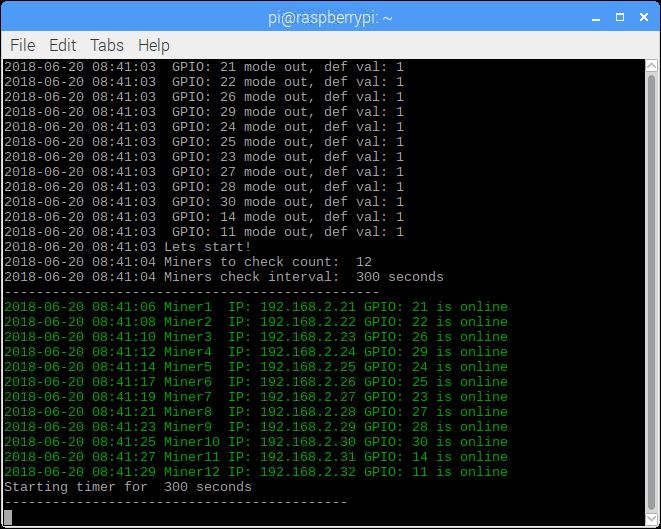 pi@raspberrypi: ~
File Edit Tabs Help
2018-06-20 08:41:03  GPIO: 21 mode out, def val: 1
2018-06-20 08:41:03  GPIO: 22 mode out, def val: 1
2018-06-20 08:41:03  GPIO: 26 mode out, def val: 1
2018-06-20 08:41:03  GPIO: 29 mode out, def val: 1
2018-06-20 08:41:03  GPIO: 24 mode out, def val: 1
2018-06-20 08:41:03  GPIO: 25 mode out, def val: 1
2018-06-20 08:41:03  GPIO: 23 mode out, def val: 1
2018-06-20 08:41:03  GPIO: 27 mode out, def val: 1
2018-06-20 08:41:03  GPIO: 28 mode out, def val: 1
2018-06-20 08:41:03  GPIO: 30 mode out, def val: 1
2018-06-20 08:41:03  GPIO: 14 mode out, def val: 1
2018-06-20 08:41:03  GPIO: 11 mode out, def val: 1
2018-06-20 08:41:03 Lets start!
2018-06-20 08:41:04 Miners to check count:  12
2018-06-20 08:41:04 Miners check interval:  300 seconds
-----------------------------------------------
2018-06-20 08:41:06 Miner1  IP: 192.168.2.21 GPIO: 21 is online
2018-06-20 08:41:08 Miner2  IP: 192.168.2.22 GPIO: 22 is online
2018-06-20 08:41:10 Miner3  IP: 192.168.2.23 GPIO: 26 is online
2018-06-20 08:41:12 Miner4  IP: 192.168.2.24 GPIO: 29 is online
2018-06-20 08:41:14 Miner5  IP: 192.168.2.25 GPIO: 24 is online
2018-06-20 08:41:17 Miner6  IP: 192.168.2.26 GPIO: 25 is online
2018-06-20 08:41:19 Miner7  IP: 192.168.2.27 GPIO: 23 is online
2018-06-20 08:41:21 Miner8  IP: 192.168.2.28 GPIO: 27 is online
2018-06-20 08:41:23 Miner9  IP: 192.168.2.29 GPIO: 28 is online
2018-06-20 08:41:25 Miner10 IP: 192.168.2.30 GPIO: 30 is online
2018-06-20 08:41:27 Miner11 IP: 192.168.2.31 GPIO: 14 is online
2018-06-20 08:41:29 Miner12 IP: 192.168.2.32 GPIO: 11 is online
Starting timer for  300 seconds
-------------------------------------------